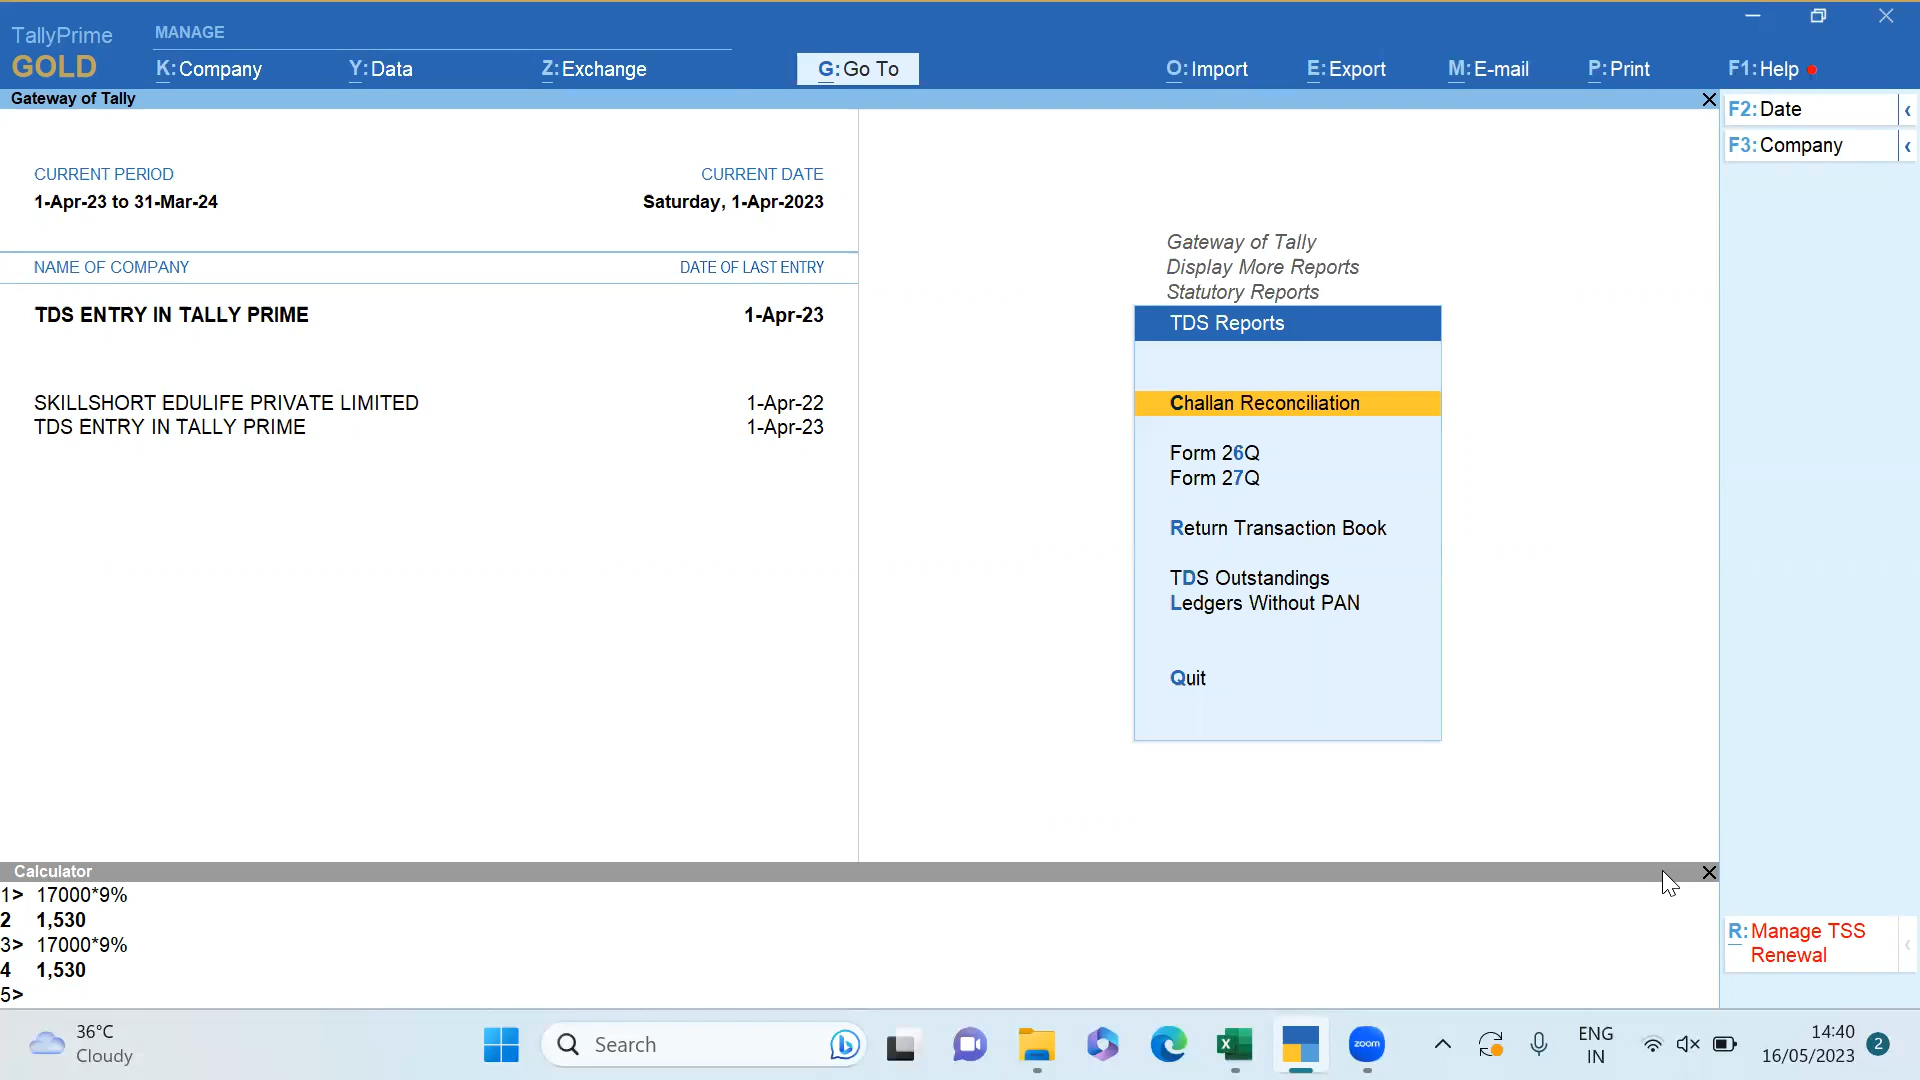 TallyPrime
GOLD
MANAGE
K:Company
Y:Data
Z:Exchange
G:Go To
O:Import
E:Export
M:E-mail
P:Print
F1:Help
Gateway of Tally
F2:Date
F3:Company
CURRENT PERIOD
CURRENT DATE
1-Apr-23 to 31-Mar-24
Saturday, 1-Apr-2023
NAME OF COMPANY
DATE OF LAST ENTRY
TDS ENTRY IN TALLY PRIME
1-Apr-23
SKILLSHORT EDULIFE PRIVATE LIMITED
1-Apr-22
TDS ENTRY IN TALLY PRIME
1-Apr-23
Gateway of Tally
Display More Reports
Statutory Reports
TDS Reports
Challan Reconciliation
Form 26Q
Form 27Q
Return Transaction Book
TDS Outstandings
Ledgers Without PAN
Quit
Calculator
1> 17000*9%
2 1,530
3> 17000*9%
4 1,530
5>
R:Manage TSS
Renewal
36°C
Cloudy
Search
zoom
ENG
IN
14:40
16/05/2023
2